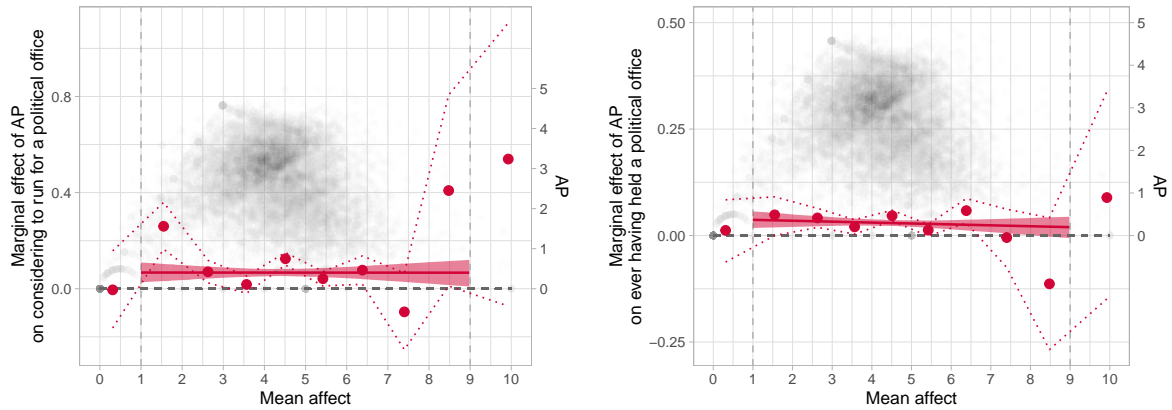 Marginal effect of AP
on considering to run for a political office
0.8
0.4
0.0
5
4
3
2
1
0
AP
0 1 2 3 4 5 6 7 8 9 10
Mean affect
Marginal effect of AP
on ever having held a political office
0.50
0.25
0.00
−0.25
5
4
3
2
1
0
AP
0 1 2 3 4 5 6 7 8 9 10
Mean affect